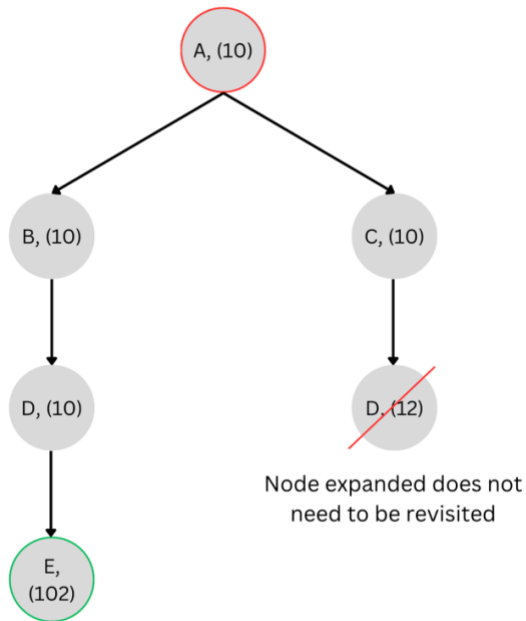 A, (10)
B, (10)
C, (10)
D, (10)
D, (12)
Node expanded does not
need to be revisited
E,
(102)